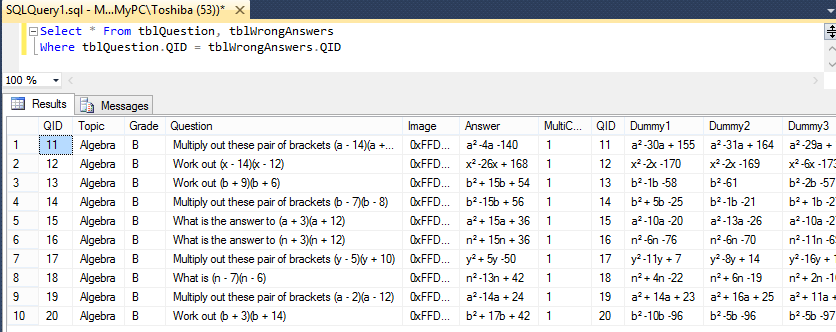 SQLQuery1.sql - M...MyPC\Toshiba (53))*
Select * From tblQuestion, tblWrongAnswers
Where tblQuestion.QID = tblWrongAnswers.QID
100 %
Results Messages
QID Topic Grade Question Image Answer MultiC... QID Dummy1 Dummy2 Dummy3
1 11 Algebra B Multiply out these pair of brackets (a - 14)(a +... 0xFFD... a² -4a -140 1 11 a² -30a + 155 a² -31a + 164 a² -29a +
2 12 Algebra B Work out (x - 14)(x - 12) 0xFFD... x² -26x + 168 1 12 x² -2x -170 x² -2x -169 x² -6x -173
3 13 Algebra B Work out (b + 9)(b + 6) 0xFFD... b² + 15b + 54 1 13 b² -1b -58 b² -61 b² -2b -57
4 14 Algebra B Multiply out these pair of brackets (b - 7)(b - 8) 0xFFD... b² -15b + 56 1 14 b² + 5b -25 b² -1b -21 b² + 1b -2
5 15 Algebra B What is the answer to (a + 3)(a + 12) 0xFFD... a² + 15a + 36 1 15 a² -10a -20 a² -13a -26 a² -10a -2
6 16 Algebra B What is the answer to (n + 3)(n + 12) 0xFFD... n² + 15n + 36 1 16 n² -6n -76 n² -6n -70 n² -11n -6
7 17 Algebra B Multiply out these pair of brackets (y - 5)(y + 10) 0xFFD... y² + 5y -50 1 17 y² -11y + 7 y² -8y + 14 y² -16y +
8 18 Algebra B What is (n - 7)(n - 6) 0xFFD... n² -13n + 42 1 18 n² + 4n -22 n² + 6n -19 n² + 2n -1
9 19 Algebra B Multiply out these pair of brackets (a - 2)(a - 12) 0xFFD... a² -14a + 24 1 19 a² + 14a + 23 a² + 16a + 25 a² + 11a +
10 20 Algebra B Work out (b + 3)(b + 14) 0xFFD... b² + 17b + 42 1 20 b² -10b -96 b² -5b -96 b² -5b -97